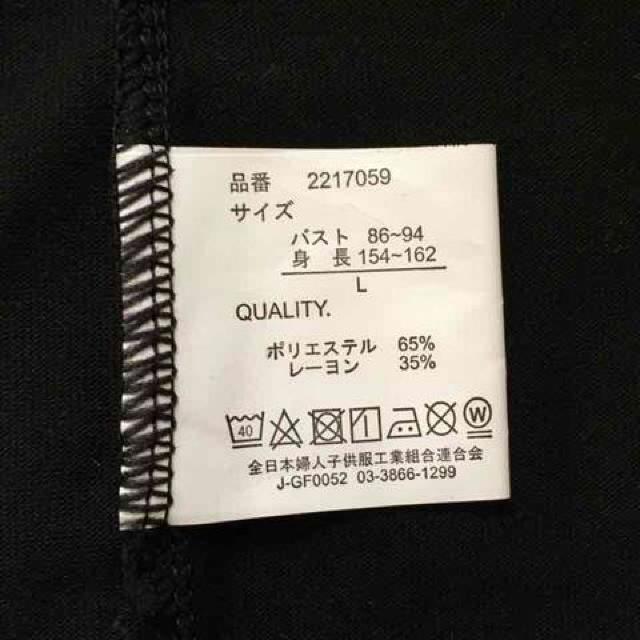 品番 2217059
サイズ
バスト 86~94
身 長 154~162
L
QUALITY.
ポリエステル 65%
レーヨン 35%
40 W
全日本婦人子供服工業組合連合会
J-GF0052 03-3866-1299